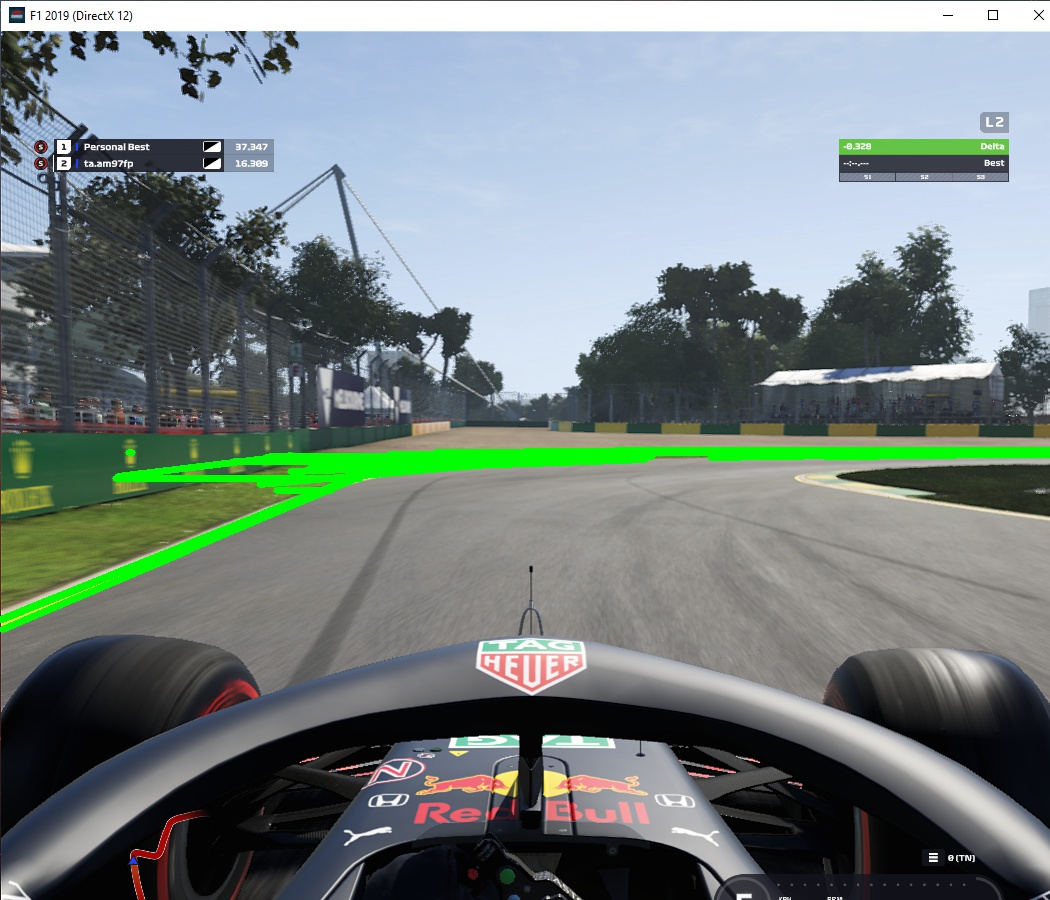 F1 2019 (DirectX 12)
L2
S 1 Personal Best 37.347
S 2 ta.am97fp 16.309
-0.328 Delta
--:--.--- Best
S1 S2 S3
TAG
HEUER
Red Bull
0 (TN)